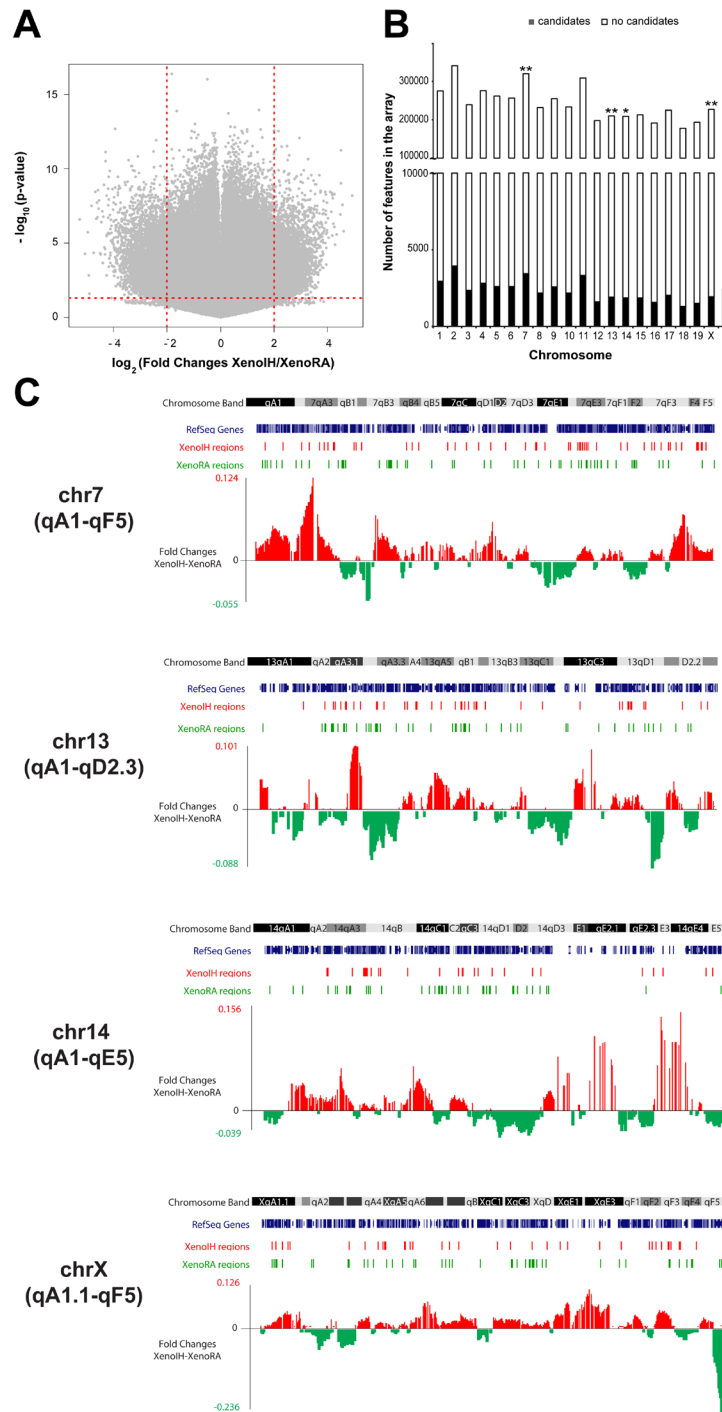 A
- log10 (p-value)
15
10
5
0
-4 -2 0 2 4
log2 (Fold Changes XenoIH/XenoRA)
B
candidates no candidates
Number of features in the array
300000
200000
100000
10000
5000
0
** ** * **
1 2 3 4 5 6 7 8 9 10 11 12 13 14 15 16 17 18 19 X
Chromosome
C
chr7
(qA1-qF5)
Chromosome Band qA1 7qA3 qB1 7qB3 qB4 qB5 7qC qD1 D2 7qD3 7qE1 7qE3 7qF1 F2 7qF3 F4 F5
RefSeq Genes
XenoIH regions
XenoRA regions
0.124
Fold Changes
XenoIH-XenoRA
0
-0.055
chr13
(qA1-qD2.3)
Chromosome Band 13qA1 qA2 qA3.1 qA3.3 A4 13qA5 qB1 13qB3 13qC1 13qC3 13qD1 D2.2
RefSeq Genes
XenoIH regions
XenoRA regions
0.101
Fold Changes
XenoIH-XenoRA
0
-0.088
chr14
(qA1-qE5)
Chromosome Band 14qA1 qA2 14qA3 14qB 14qC1 C2 qC3 14qD1 D2 14qD3 E1 qE2.1 qE2.3 E3 14qE4 E5
RefSeq Genes
XenoIH regions
XenoRA regions
0.156
Fold Changes
XenoIH-XenoRA
0
-0.039
chrX
(qA1.1-qF5)
Chromosome Band XqA1.1 qA2 qA4 XqA5 qA6 qB XqC1 XqC3 XqD XqE1 XqE3 qF1 qF2 qF3 qF4 qF5
RefSeq Genes
XenoIH regions
XenoRA regions
0.126
Fold Changes
XenoIH-XenoRA
0
-0.236